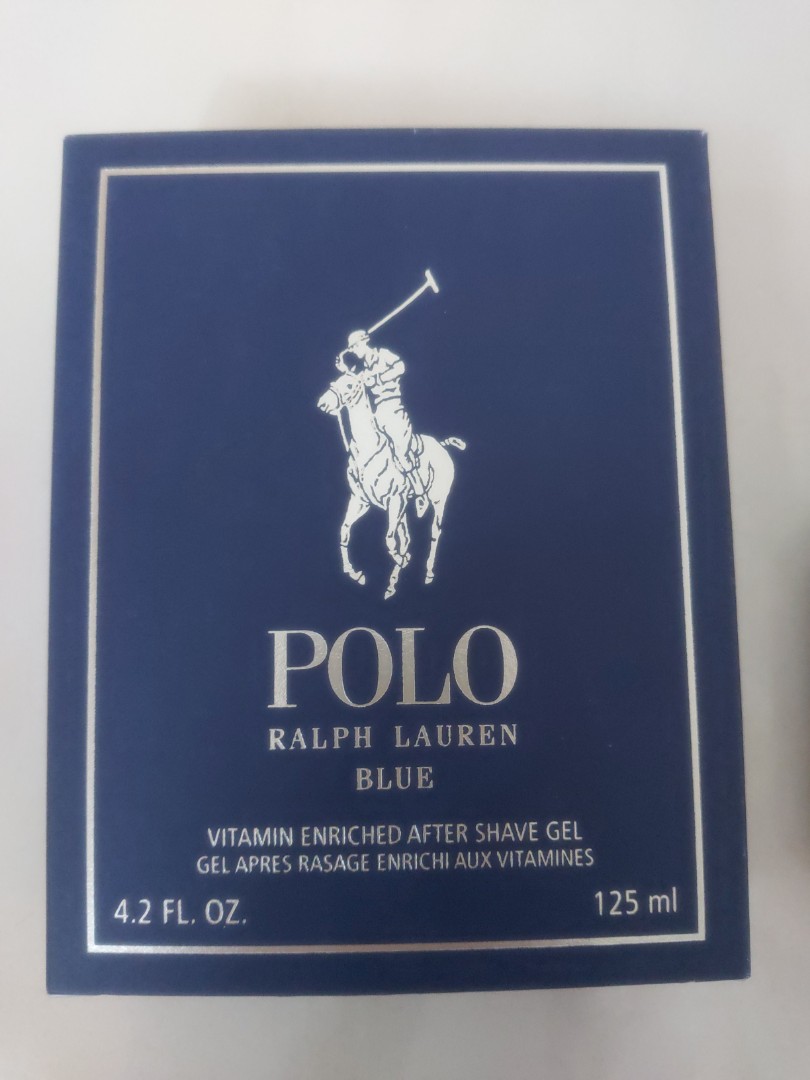 POLO
RALPH LAUREN
BLUE
VITAMIN ENRICHED AFTER SHAVE GEL
GEL APRES RASAGE ENRICHI AUX VITAMINES
4.2 FL. OZ. 125 ml